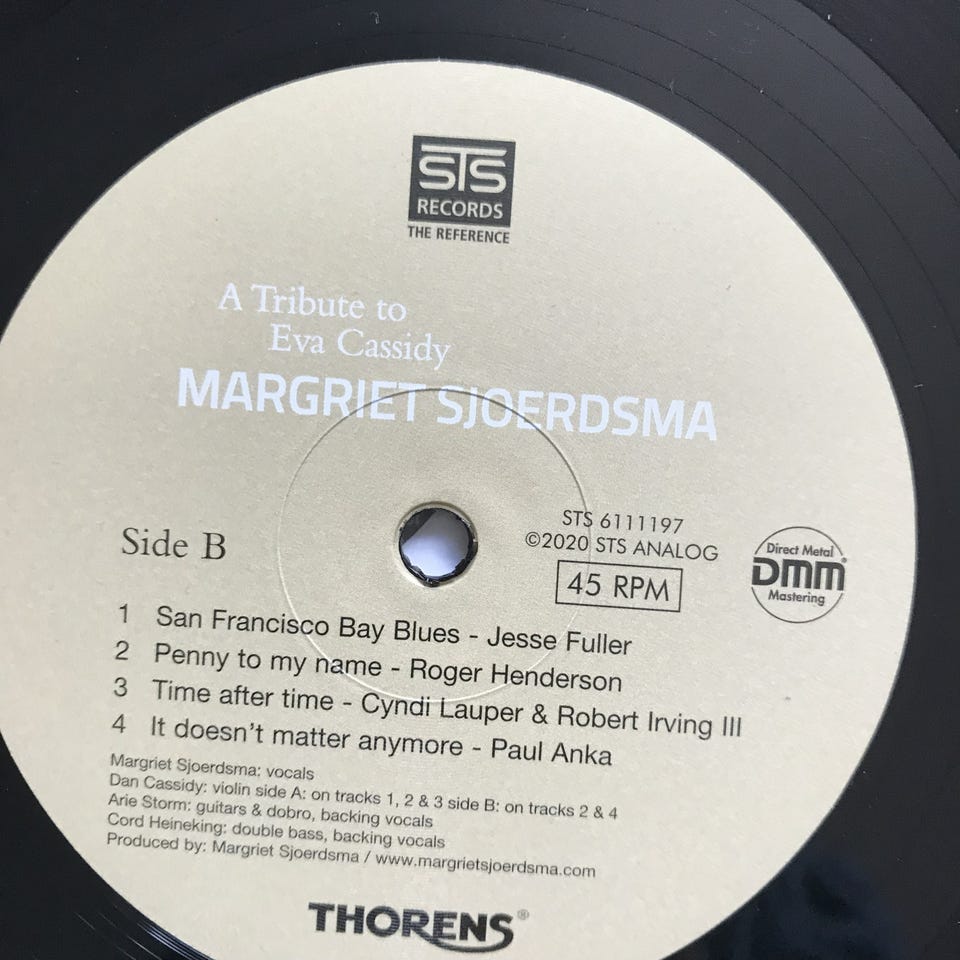 STS
RECORDS
THE REFERENCE
A Tribute to
Eva Cassidy
MARGRIET SJOERDSMA
Side B
STS 6111197
©2020 STS ANALOG
45 RPM
Direct Metal
DMM®
Mastering
1 San Francisco Bay Blues - Jesse Fuller
2 Penny to my name - Roger Henderson
3 Time after time - Cyndi Lauper & Robert Irving III
4 It doesn't matter anymore - Paul Anka
Margriet Sjoerdsma: vocals
Dan Cassidy: violin side A: on tracks 1, 2 & 3 side B: on tracks 2 & 4
Arie Storm: guitars & dobro, backing vocals
Cord Heineking: double bass, backing vocals
Produced by: Margriet Sjoerdsma / www.margrietsjoerdsma.com
THORENS®